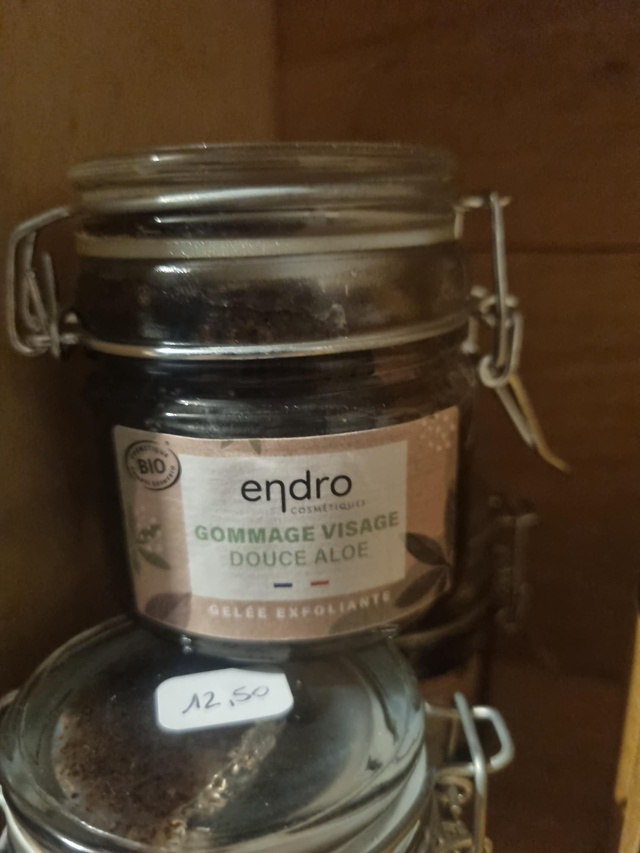 BIO
endro
COSMÉTIQUES
GOMMAGE VISAGE
DOUCE ALOE
GELÉE EXFOLIANTE
12,50